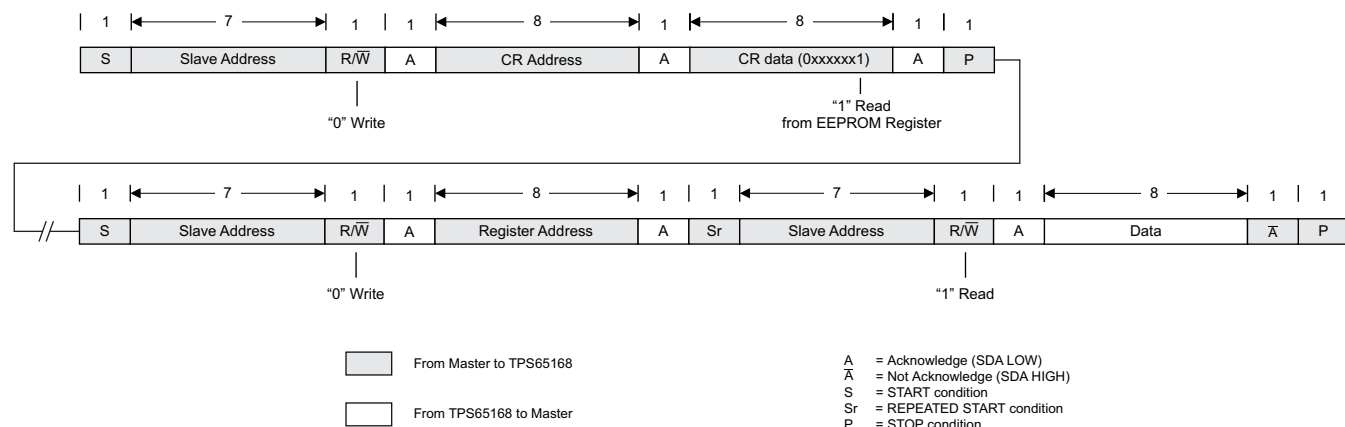 1 7 1 1 8 1 8 1 1
S Slave Address R/W̅ A CR Address A CR data (0xxxxxx1) A P
"0" Write
"1" Read
from EEPROM Register
1 7 1 1 8 1 1 7 1 1 8 1 1
S Slave Address R/W̅ A Register Address A Sr Slave Address R/W̅ A Data A̅ P
"0" Write "1" Read
From Master to TPS65168
From TPS65168 to Master
A = Acknowledge (SDA LOW)
A̅ = Not Acknowledge (SDA HIGH)
S = START condition
Sr = REPEATED START condition
P = STOP condition